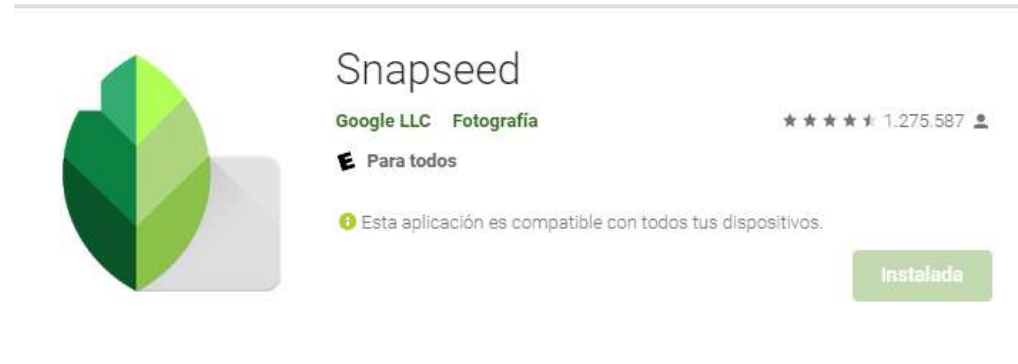 Snapseed
Google LLC Fotografía 1.275.587
E Para todos
Esta aplicación es compatible con todos tus dispositivos.
Instalada